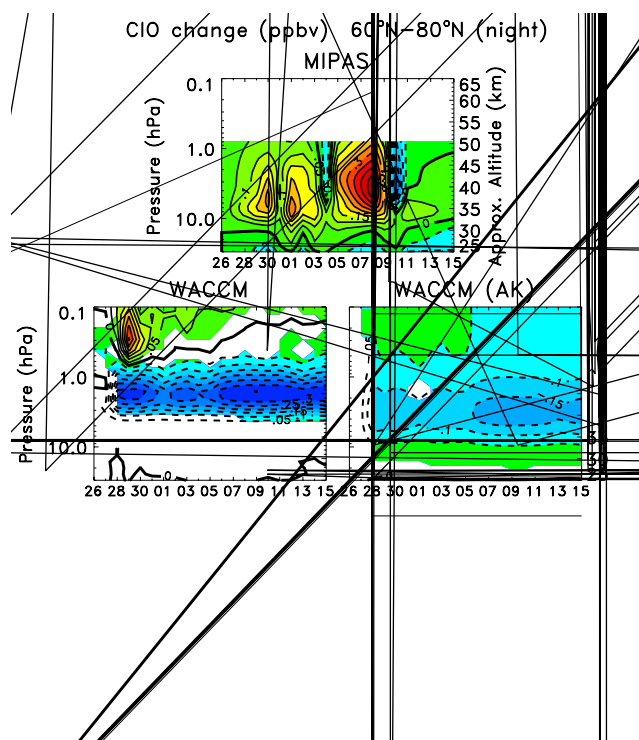 ClO change (ppbv) 60°N−80°N (night)
MIPAS
0.1
1.0
10.0
Pressure (hPa)
65
60
55
50
45
40
35
30
25
Approx. Altitude (km)
26 28 30 01 03 05 07 09 11 13 15
WACCM
WACCM (AK)
0.1
1.0
10.0
Pressure (hPa)
26 28 30 01 03 05 07 09 11 13 15
26 28 30 01 03 05 07 09 11 13 15